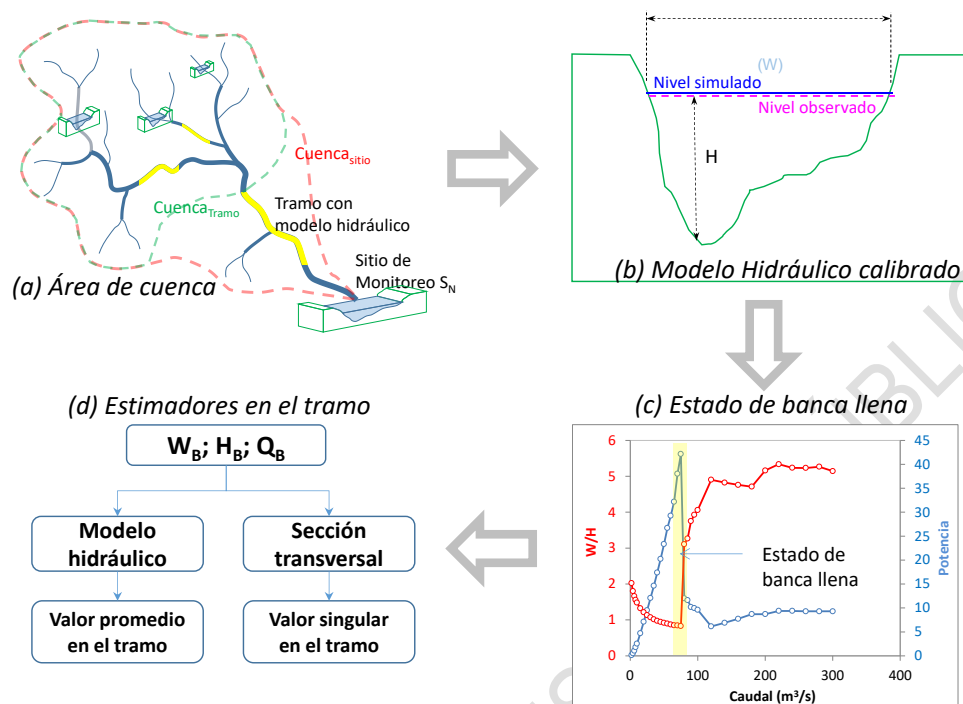 Cuenca_sitio
Cuenca_Tramo
Tramo con
modelo hidráulico
Sitio de
Monitoreo S_N
(a) Área de cuenca
(W)
Nivel simulado
Nivel observado
H
(b) Modelo Hidráulico calibrado
(c) Estado de banca llena
6
5
4
3
2
1
0
W/H
45
40
35
30
25
20
15
10
5
0
Potencia
Estado de
banca llena
0 100 200 300 400
Caudal (m³/s)
(d) Estimadores en el tramo
W_B; H_B; Q_B
Modelo
hidráulico
Sección
transversal
Valor promedio
en el tramo
Valor singular
en el tramo